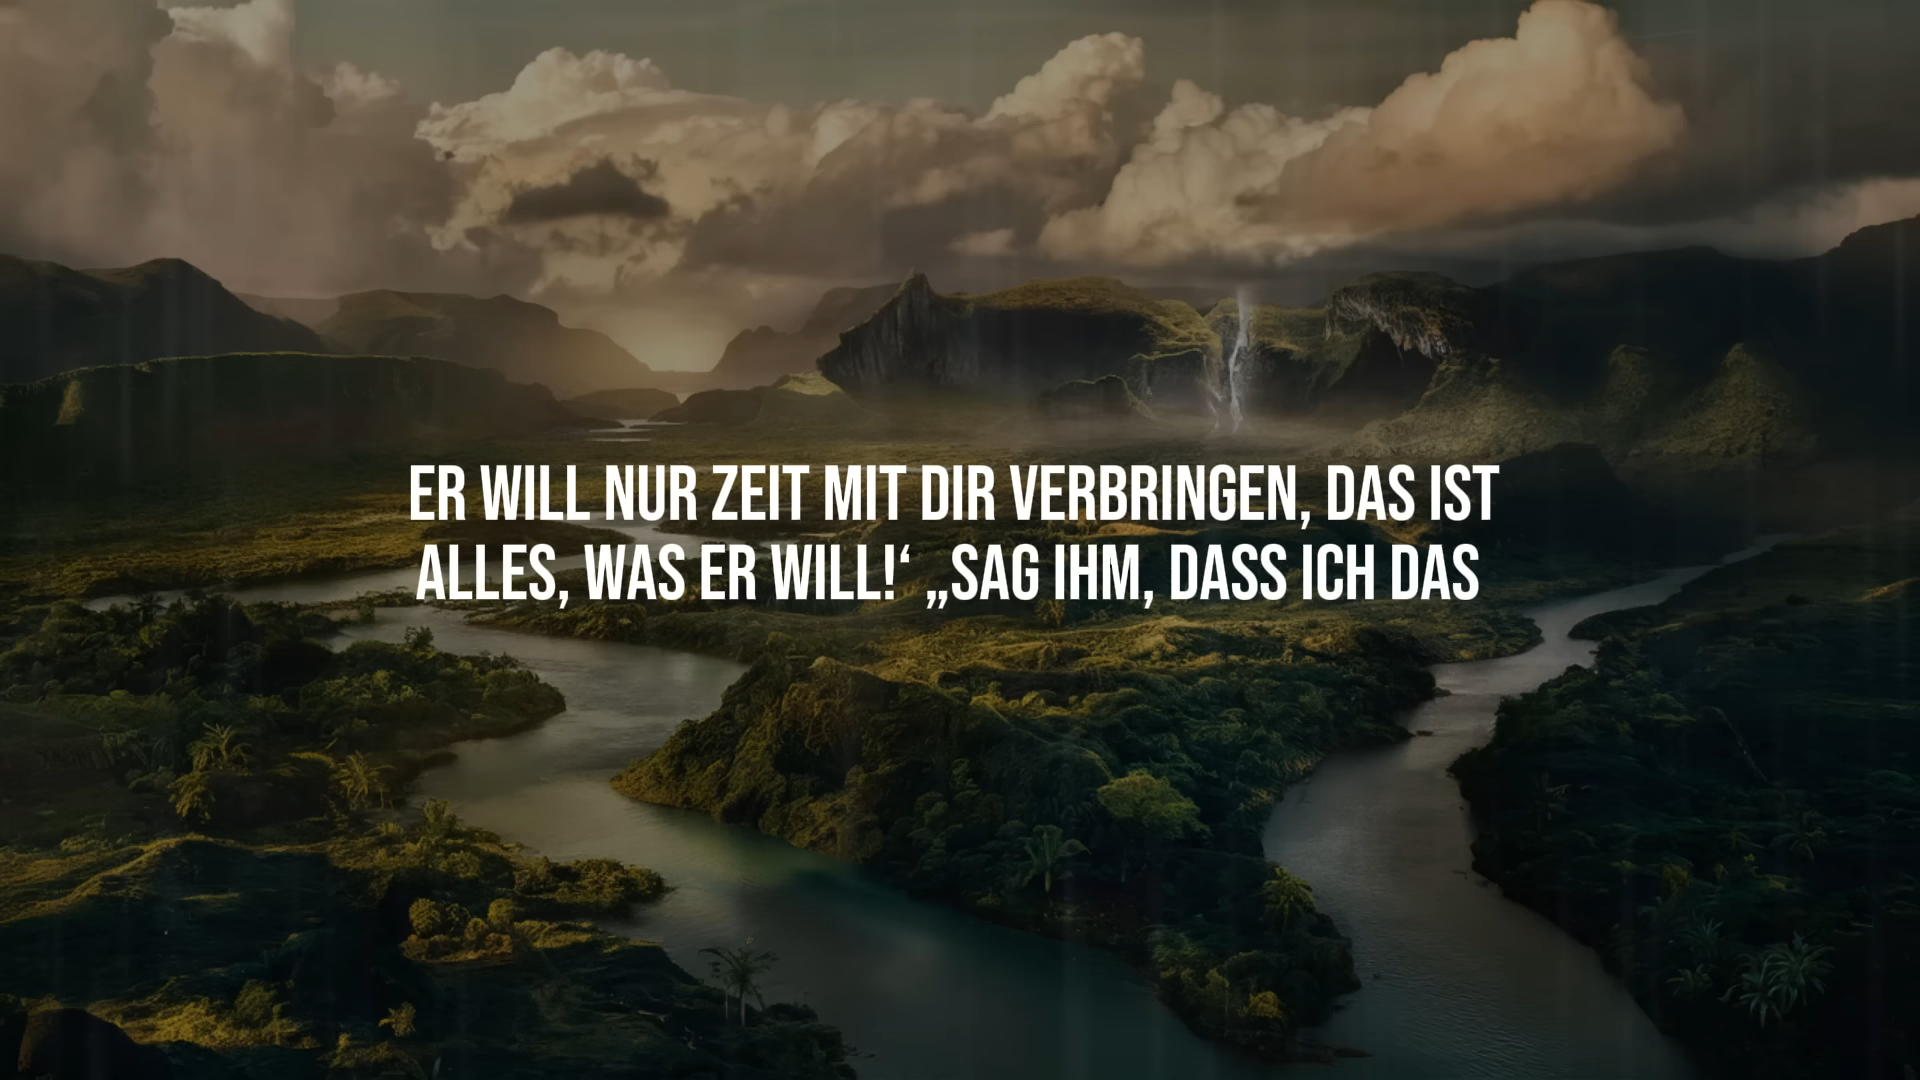 ER WILL NUR ZEIT MIT DIR VERBRINGEN, DAS IST
ALLES, WAS ER WILL!‘ „SAG IHM, DASS ICH DAS